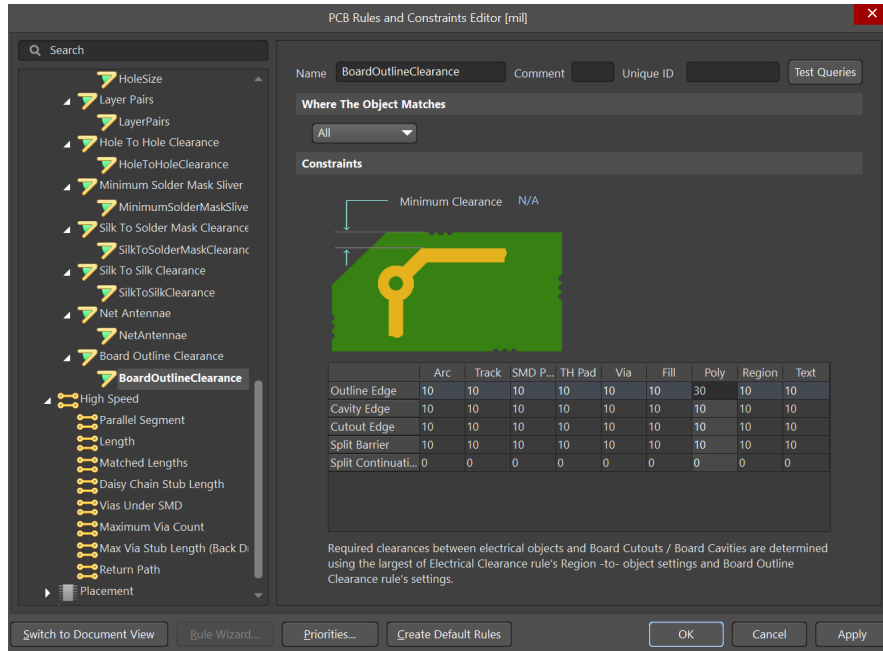 PCB Rules and Constraints Editor [mil]
Search
HoleSize
Layer Pairs
LayerPairs
Hole To Hole Clearance
HoleToHoleClearance
Minimum Solder Mask Sliver
MinimumSolderMaskSlive
Silk To Solder Mask Clearance
SilkToSolderMaskClearanc
Silk To Silk Clearance
SilkToSilkClearance
Net Antennae
NetAntennae
Board Outline Clearance
BoardOutlineClearance
High Speed
Parallel Segment
Length
Matched Lengths
Daisy Chain Stub Length
Vias Under SMD
Maximum Via Count
Max Via Stub Length (Back D
Return Path
Placement
Name BoardOutlineClearance Comment Unique ID Test Queries
Where The Object Matches
All
Constraints
Minimum Clearance N/A
Arc Track SMD P... TH Pad Via Fill Poly Region Text
Outline Edge 10 10 10 10 10 10 30 10 10
Cavity Edge 10 10 10 10 10 10 10 10 10
Cutout Edge 10 10 10 10 10 10 10 10 10
Split Barrier 10 10 10 10 10 10 10 10 10
Split Continuati... 0 0 0 0 0 0 0 0 0
Required clearances between electrical objects and Board Cutouts / Board Cavities are determined
using the largest of Electrical Clearance rule's Region -to- object settings and Board Outline
Clearance rule's settings.
Switch to Document View Rule Wizard... Priorities... Create Default Rules OK Cancel Apply